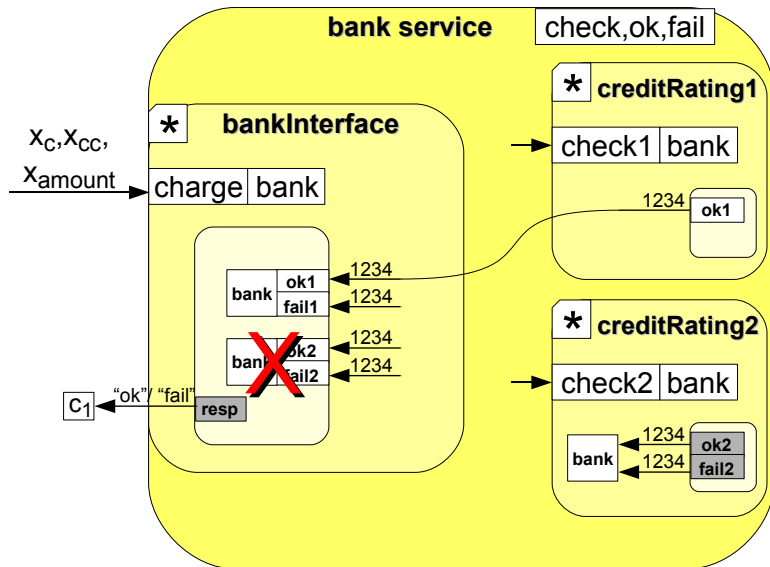 bank service
check,ok,fail
*
creditRating1
*
bankInterface
xC,xCC,
xamount
check1 bank
charge bank
1234
ok1
bank
ok1
1234
fail1
1234
*
creditRating2
bank
ok2
1234
fail2
1234
check2 bank
"ok"/ "fail"
c1
resp
bank
1234
ok2
1234
fail2